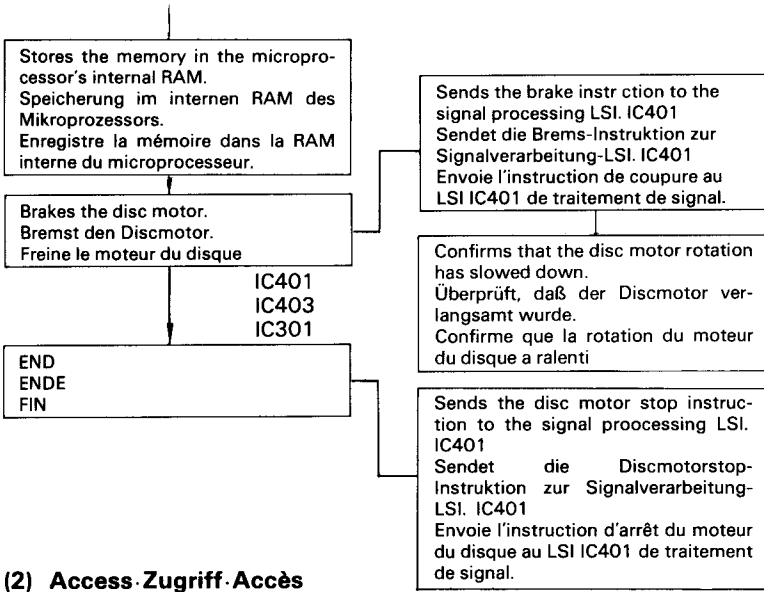 Stores the memory in the micropro-
cessor's internal RAM.
Speicherung im internen RAM des
Mikroprozessors.
Enregistre la mémoire dans la RAM
interne du microprocesseur.
Brakes the disc motor.
Bremst den Discmotor.
Freine le moteur du disque
IC401
IC403
IC301
END
ENDE
FIN
Sends the brake instr ction to the
signal processing LSI. IC401
Sendet die Brems-Instruktion zur
Signalverarbeitung-LSI. IC401
Envoie l'instruction de coupure au
LSI IC401 de traitement de signal.
Confirms that the disc motor rotation
has slowed down.
Überprüft, daß der Discmotor ver-
langsamt wurde.
Confirme que la rotation du moteur
du disque a ralenti
Sends the disc motor stop instruc-
tion to the signal proocessing LSI.
IC401
Sendet die Discmotorstop-
Instruktion zur Signalverarbeitung-
LSI. IC401
Envoie l'instruction d'arrêt du moteur
du disque au LSI IC401 de traitement
de signal.
(2) Access·Zugriff·Accès